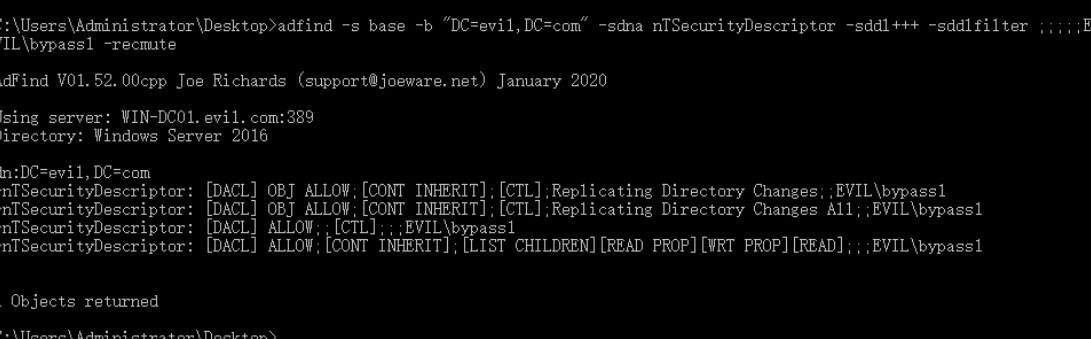 :\Users\Administrator\Desktop>adfind -s base -b "DC=evil,DC=com" -sdna nTSecurityDescriptor -sddl+++ -sddlfilter ;;;;;E
VIL\bypass1 -recmute
AdFind V01.52.00cpp Joe Richards (support@joeware.net) January 2020
Using server: WIN-DC01.evil.com:389
Directory: Windows Server 2016
dn:DC=evil,DC=com
nTSecurityDescriptor: [DACL] OBJ ALLOW;[CONT INHERIT];[CTL];Replicating Directory Changes;;EVIL\bypass1
nTSecurityDescriptor: [DACL] OBJ ALLOW;[CONT INHERIT];[CTL];Replicating Directory Changes All;;EVIL\bypass1
nTSecurityDescriptor: [DACL] ALLOW;;[CTL];;;EVIL\bypass1
nTSecurityDescriptor: [DACL] ALLOW;[CONT INHERIT];[LIST CHILDREN][READ PROP][WRT PROP][READ];;;EVIL\bypass1
Objects returned
:\Users\Administrator\Desktop>